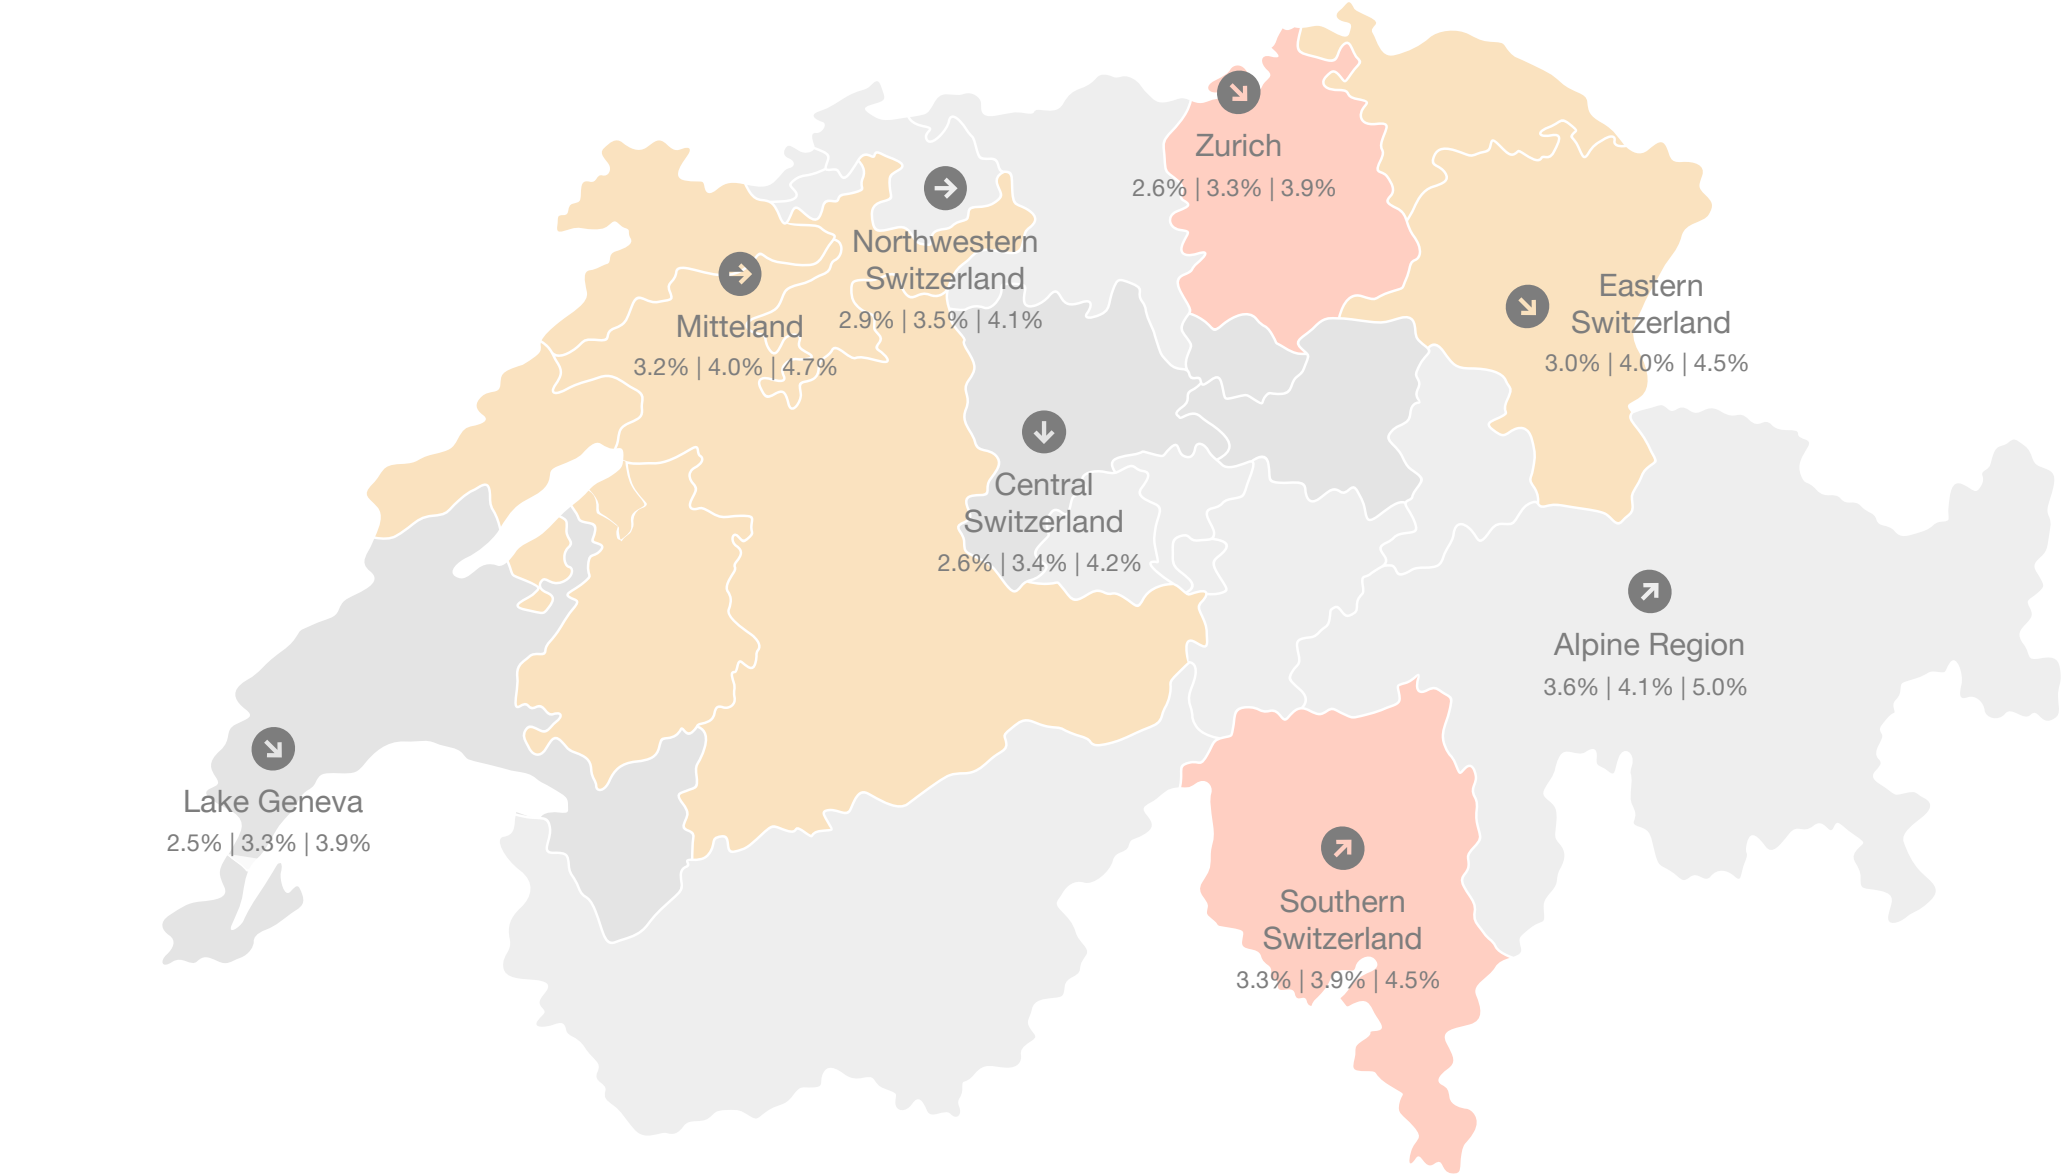 Zurich
2.6% | 3.3% | 3.9%
Northwestern
Switzerland
2.9% | 3.5% | 4.1%
Mitteland
3.2% | 4.0% | 4.7%
Eastern
Switzerland
3.0% | 4.0% | 4.5%
Central
Switzerland
2.6% | 3.4% | 4.2%
Alpine Region
3.6% | 4.1% | 5.0%
Lake Geneva
2.5% | 3.3% | 3.9%
Southern
Switzerland
3.3% | 3.9% | 4.5%